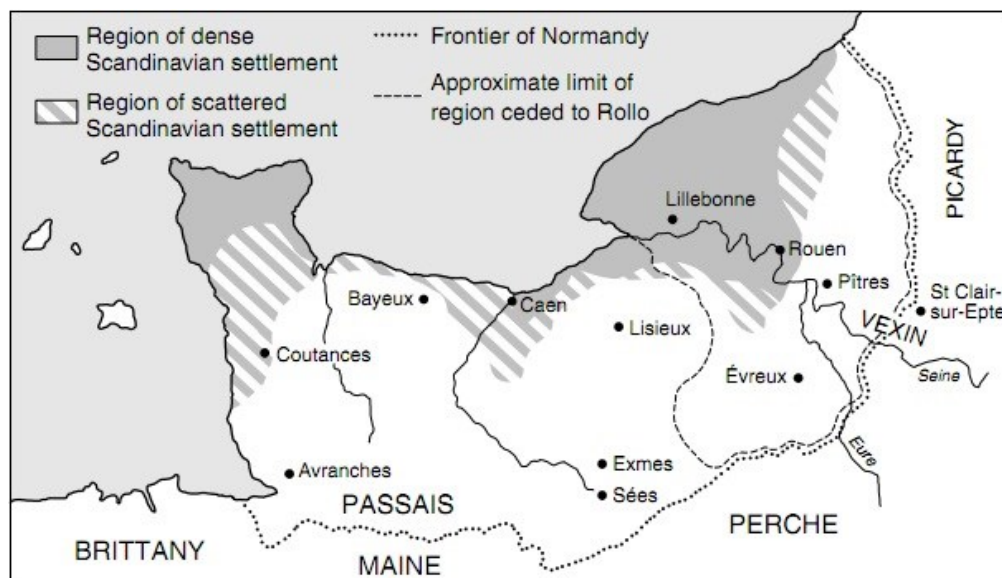 Region of dense
Scandinavian settlement
Region of scattered
Scandinavian settlement
Frontier of Normandy
Approximate limit of
region ceded to Rollo
PICARDY
Lillebonne
Rouen
Pîtres
St Clair-
sur-Epte
VEXIN
Bayeux
Caen
Lisieux
Coutances
Évreux
Seine
Avranches
Exmes
Eure
PASSAIS
Sées
PERCHE
BRITTANY
MAINE